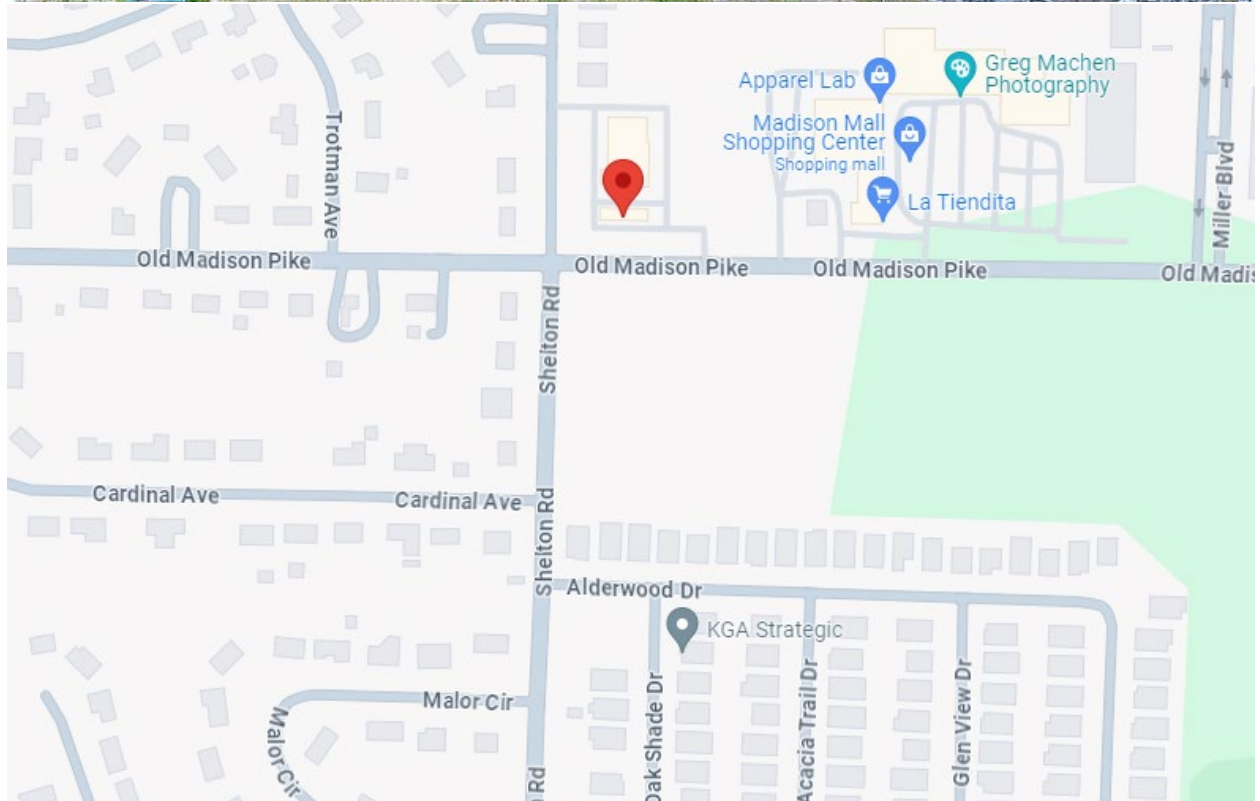 Greg Machen
Photography
Apparel Lab
Madison Mall
Shopping Center
Shopping mall
La Tiendita
Trotman Ave
Miller Blvd
Old Madison Pike
Old Madison Pike
Old Madison Pike
Old Madis
Shelton Rd
Cardinal Ave
Cardinal Ave
Shelton Rd
Alderwood Dr
KGA Strategic
Malor Cir
Malor Cir
Oak Shade Dr
Acacia Trail Dr
Glen View Dr
Rd